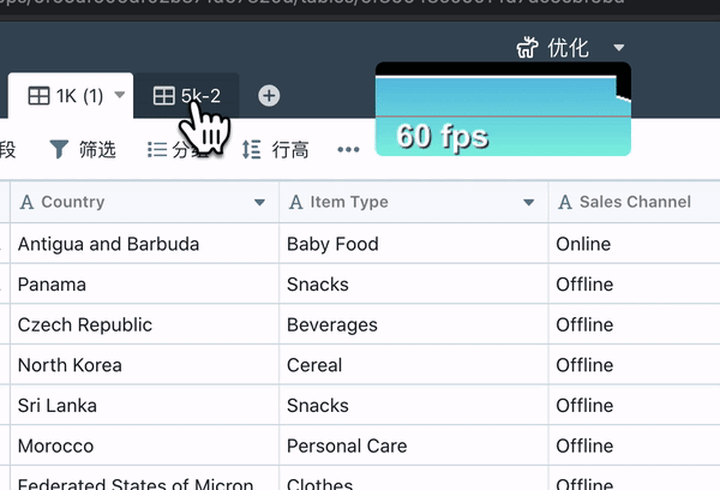 优化
1K (1) 5k-2
60 fps
段 筛选 分组 行高
Country Item Type Sales Channel
Antigua and Barbuda Baby Food Online
Panama Snacks Offline
Czech Republic Beverages Offline
North Korea Cereal Offline
Sri Lanka Snacks Offline
Morocco Personal Care Offline
Federated States of Micron Clothes Offline